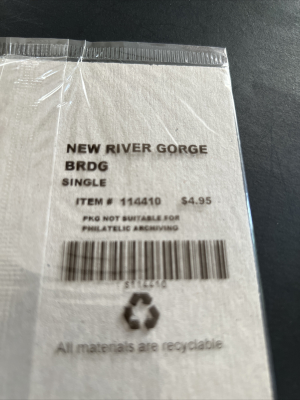 NEW RIVER GORGE
BRDG
SINGLE
ITEM # 114410 $4.95
PKG NOT SUITABLE FOR
PHILATELIC ARCHIVING
All materials are recyclable